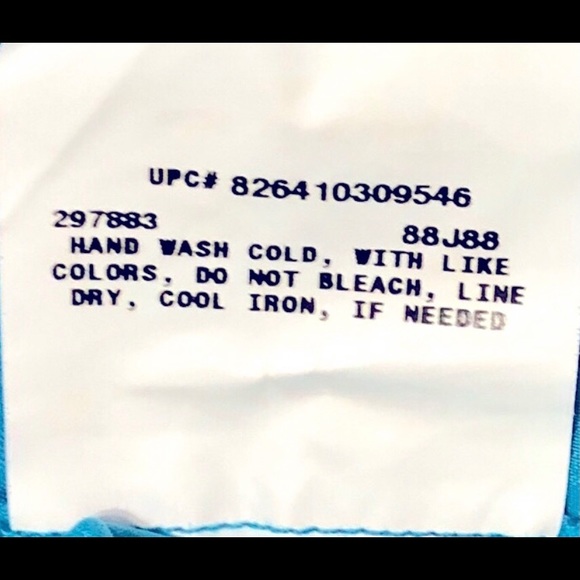 UPC# 826410309546
297883 88J88
HAND WASH COLD, WITH LIKE
COLORS, DO NOT BLEACH, LINE
DRY, COOL IRON, IF NEEDED